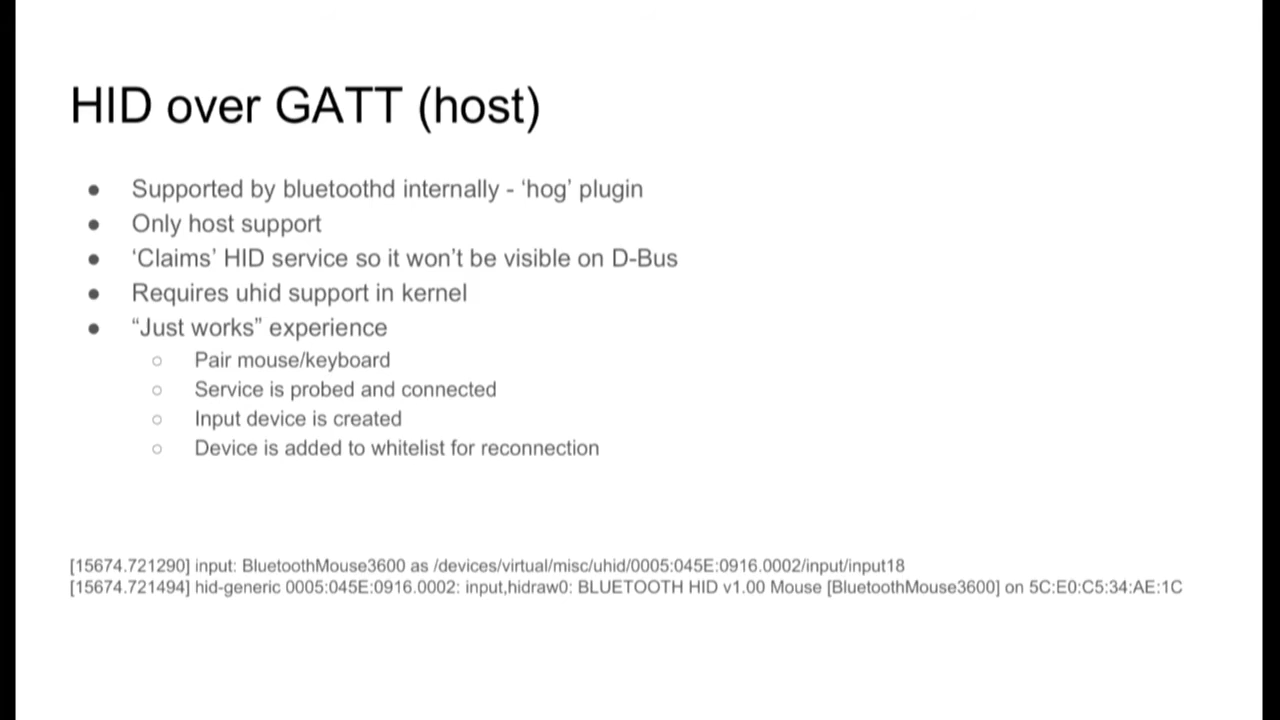 HID over GATT (host)
● Supported by bluetoothd internally - ‘hog’ plugin
● Only host support
● ‘Claims’ HID service so it won’t be visible on D-Bus
● Requires uhid support in kernel
● “Just works” experience
○ Pair mouse/keyboard
○ Service is probed and connected
○ Input device is created
○ Device is added to whitelist for reconnection
[15674.721290] input: BluetoothMouse3600 as /devices/virtual/misc/uhid/0005:045E:0916.0002/input/input18
[15674.721494] hid-generic 0005:045E:0916.0002: input,hidraw0: BLUETOOTH HID v1.00 Mouse [BluetoothMouse3600] on 5C:E0:C5:34:AE:1C